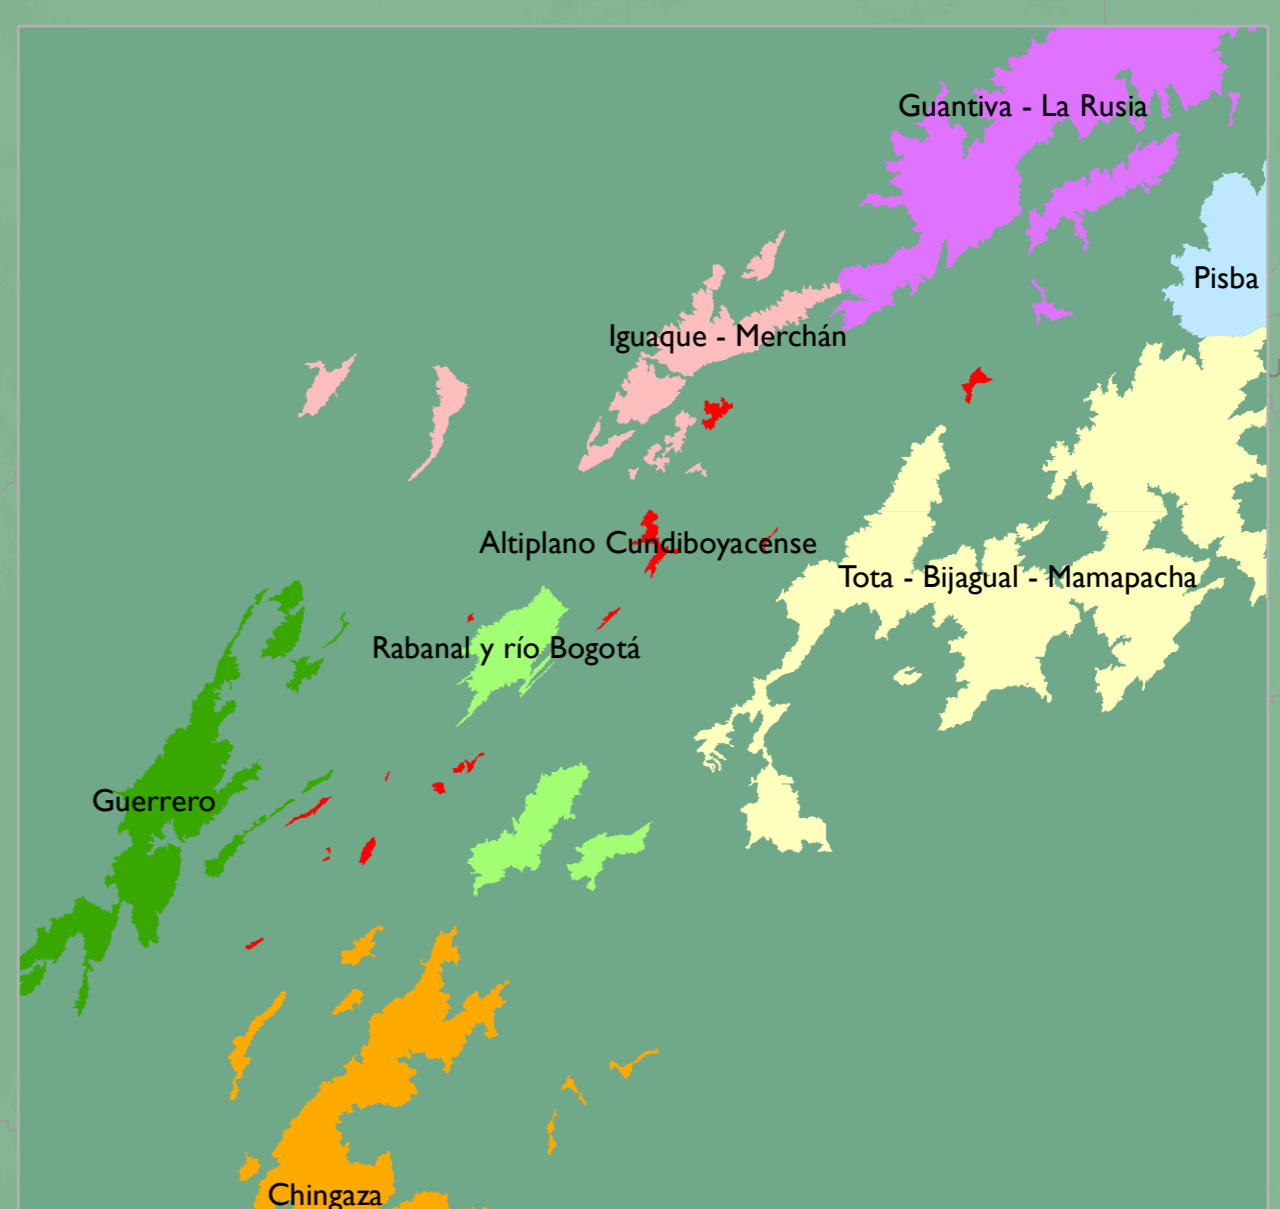 Guantiva - La Rusia
Pisba
Iguaque - Merchán
Altiplano Cundiboyacense
Tota - Bijagual - Mamapacha
Rabanal y río Bogotá
Guerrero
Chingaza